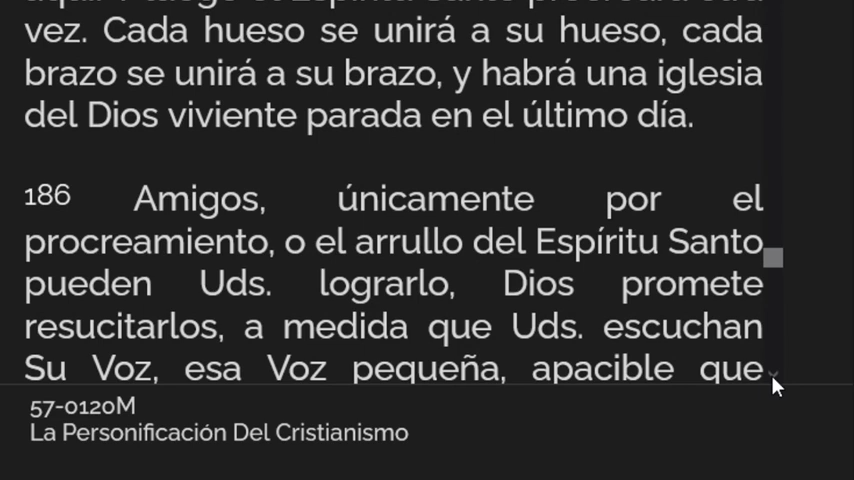 vez. Cada hueso se unirá a su hueso, cada
brazo se unirá a su brazo, y habrá una iglesia
del Dios viviente parada en el último día.
186 Amigos, únicamente por el
procreamiento, o el arrullo del Espíritu Santo
pueden Uds. lograrlo, Dios promete
resucitarlos, a medida que Uds. escuchan
Su Voz, esa Voz pequeña, apacible que
57-0120M
La Personificación Del Cristianismo